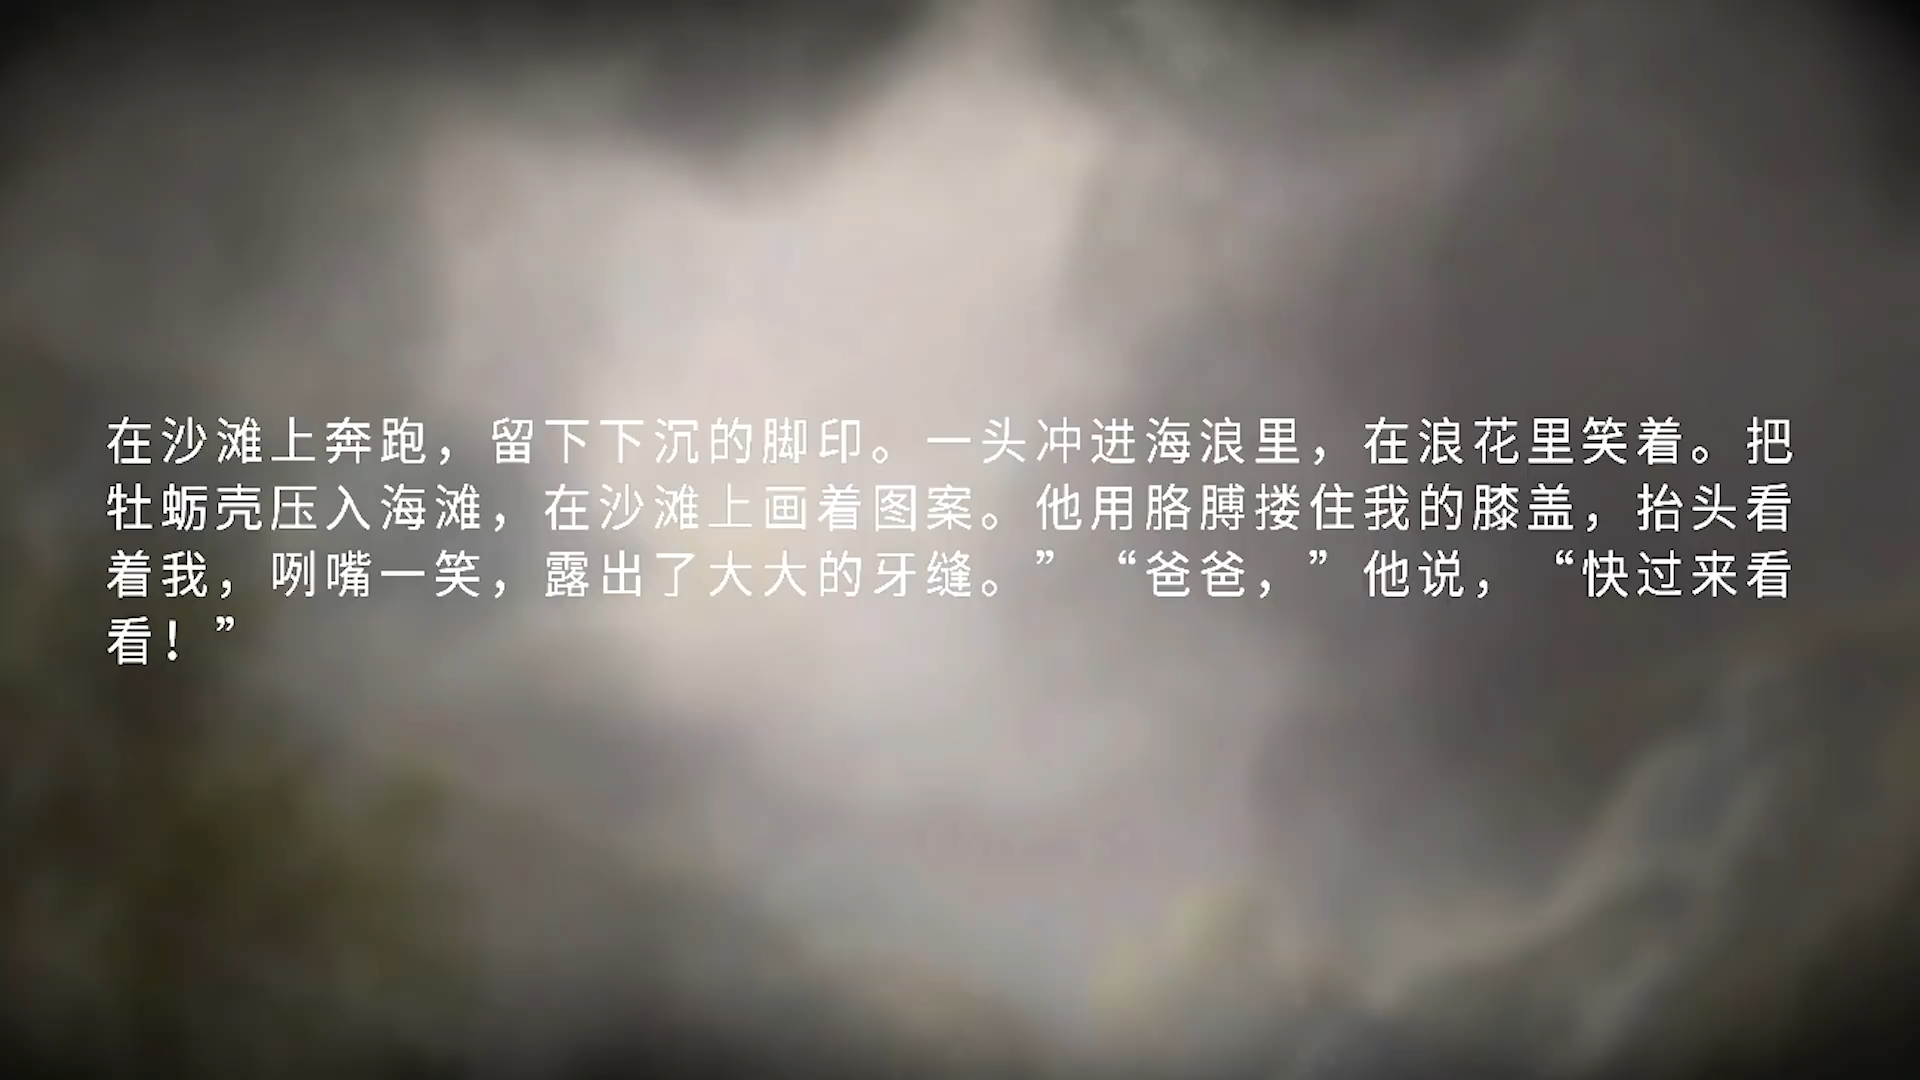 在沙滩上奔跑，留下下沉的脚印。一头冲进海浪里，在浪花里笑着。把
牡蛎壳压入海滩，在沙滩上画着图案。他用胳膊搂住我的膝盖，抬头看
着我，咧嘴一笑，露出了大大的牙缝。”“爸爸，”他说，“快过来看
看！”